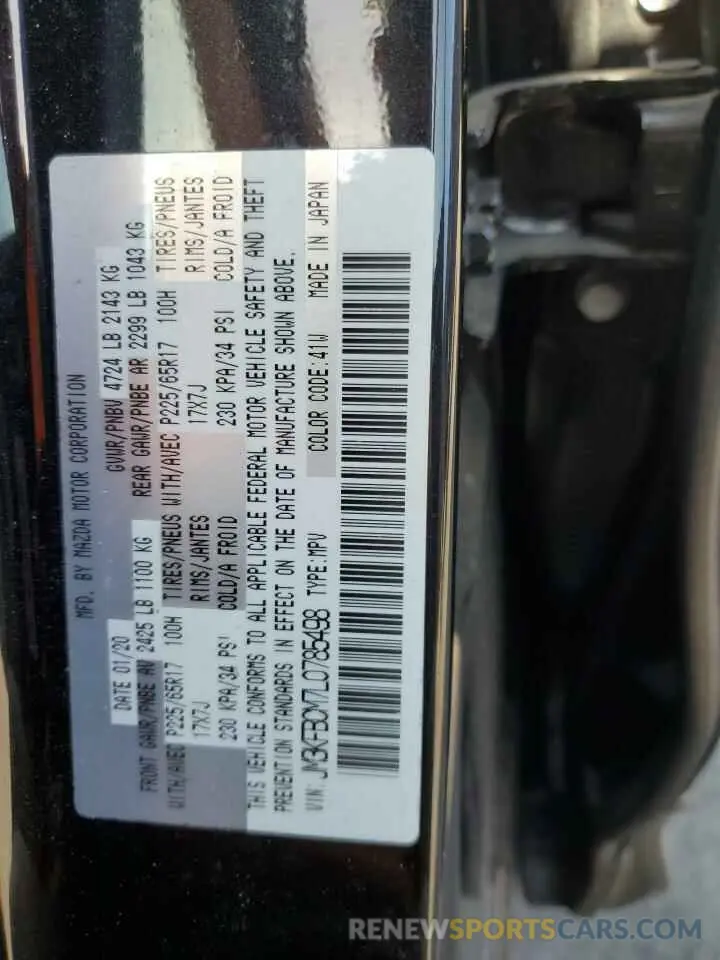 MFD. BY MAZDA MOTOR CORPORATION
DATE 01/20 GVWR/PNBV 4724 LB 2143 KG
FRONT GAWR/PNBE AV 2425 LB 1100 KG REAR GAWR/PNBE AR 2299 LB 1043 KG
WITH/AVEC P225/65R17 100H TIRES/PNEUS WITH/AVEC P225/65R17 100H TIRES/PNEUS
17X7J RIMS/JANTES 17X7J RIMS/JANTES
230 KPA/34 PSI COLD/A FROID 230 KPA/34 PSI COLD/A FROID
THIS VEHICLE CONFORMS TO ALL APPLICABLE FEDERAL MOTOR VEHICLE SAFETY AND THEFT
PREVENTION STANDARDS IN EFFECT ON THE DATE OF MANUFACTURE SHOWN ABOVE.
VIN: JM3KFBCM7L0785498 TYPE:MPV COLOR CODE:41W MADE IN JAPAN
RENEWSPORTSCARS.COM